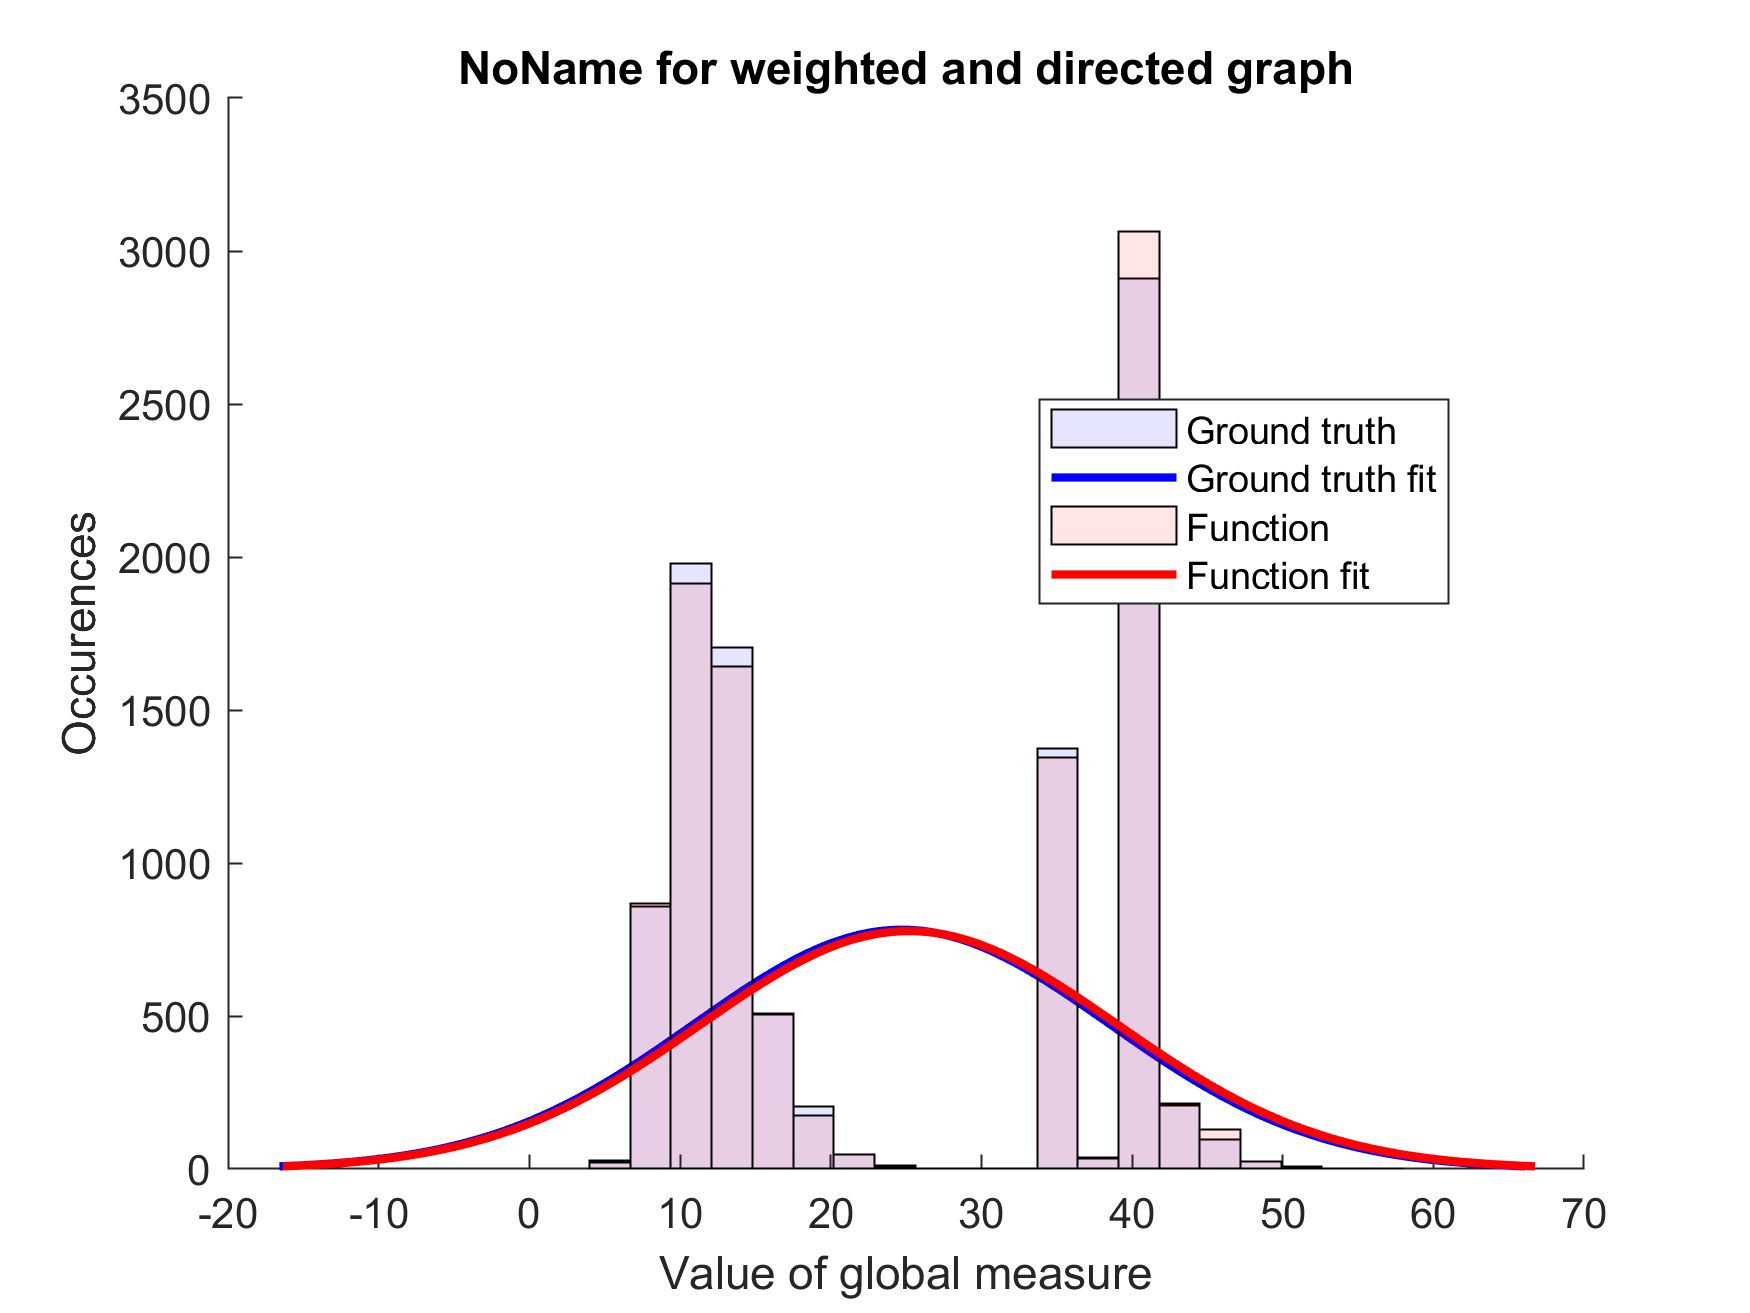 NoName for weighted and directed graph
3500
3000
2500
2000
1500
1000
500
0
Occurences
Ground truth
Ground truth fit
Function
Function fit
-20 -10 0 10 20 30 40 50 60 70
Value of global measure